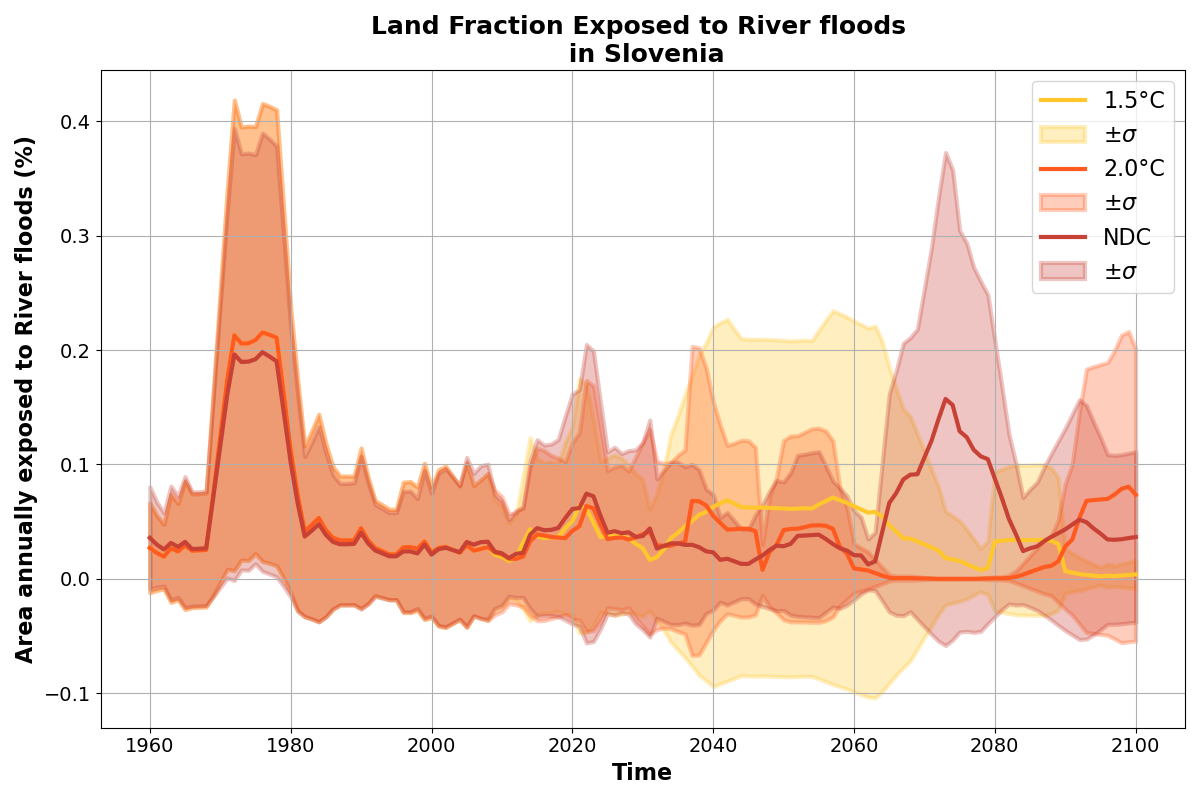 Land Fraction Exposed to River floods
in Slovenia
Area annually exposed to River floods (%)
0.4
0.3
0.2
0.1
0.0
−0.1
1960
1980
2000
2020
2040
2060
2080
2100
Time
1.5°C
±σ
2.0°C
±σ
NDC
±σ